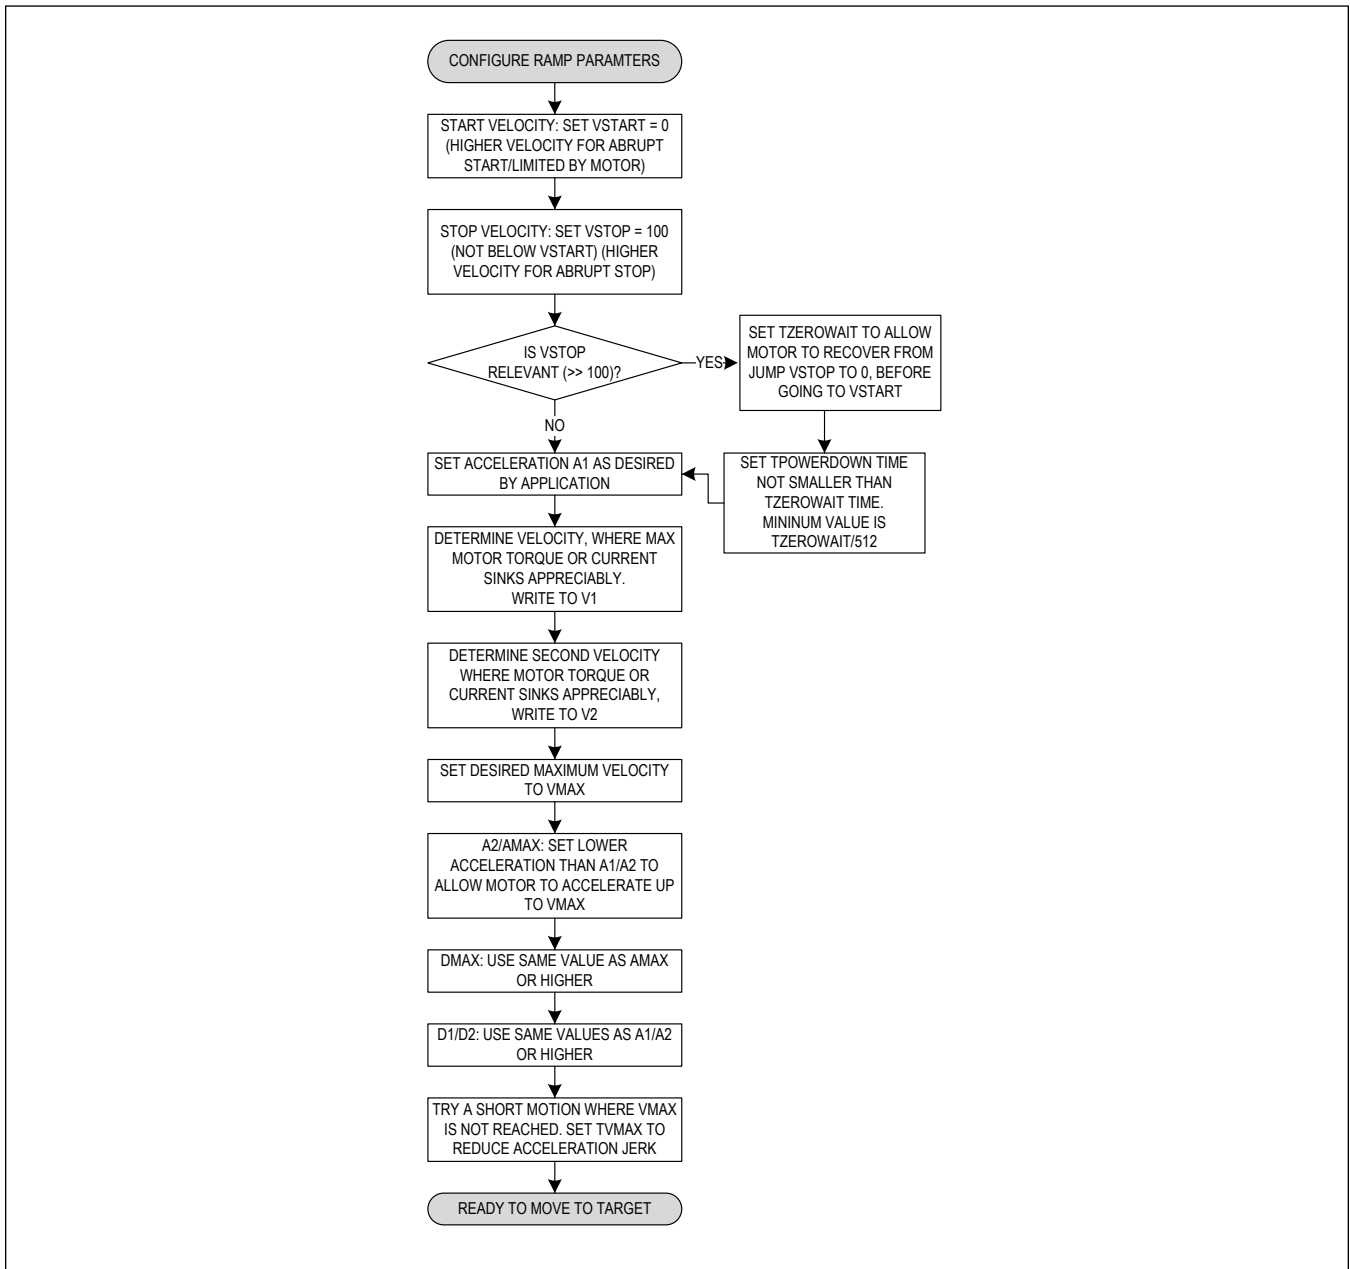 CONFIGURE RAMP PARAMTERS
START VELOCITY: SET VSTART = 0
(HIGHER VELOCITY FOR ABRUPT
START/LIMITED BY MOTOR)
STOP VELOCITY: SET VSTOP = 100
(NOT BELOW VSTART) (HIGHER
VELOCITY FOR ABRUPT STOP)
IS VSTOP
RELEVANT (>> 100)?
YES
SET TZEROWAIT TO ALLOW
MOTOR TO RECOVER FROM
JUMP VSTOP TO 0, BEFORE
GOING TO VSTART
SET TPOWERDOWN TIME
NOT SMALLER THAN
TZEROWAIT TIME.
MININUM VALUE IS
TZEROWAIT/512
NO
SET ACCELERATION A1 AS DESIRED
BY APPLICATION
DETERMINE VELOCITY, WHERE MAX
MOTOR TORQUE OR CURRENT
SINKS APPRECIABLY.
WRITE TO V1
DETERMINE SECOND VELOCITY
WHERE MOTOR TORQUE OR
CURRENT SINKS APPRECIABLY,
WRITE TO V2
SET DESIRED MAXIMUM VELOCITY
TO VMAX
A2/AMAX: SET LOWER
ACCELERATION THAN A1/A2 TO
ALLOW MOTOR TO ACCELERATE UP
TO VMAX
DMAX: USE SAME VALUE AS AMAX
OR HIGHER
D1/D2: USE SAME VALUES AS A1/A2
OR HIGHER
TRY A SHORT MOTION WHERE VMAX
IS NOT REACHED. SET TVMAX TO
REDUCE ACCELERATION JERK
READY TO MOVE TO TARGET